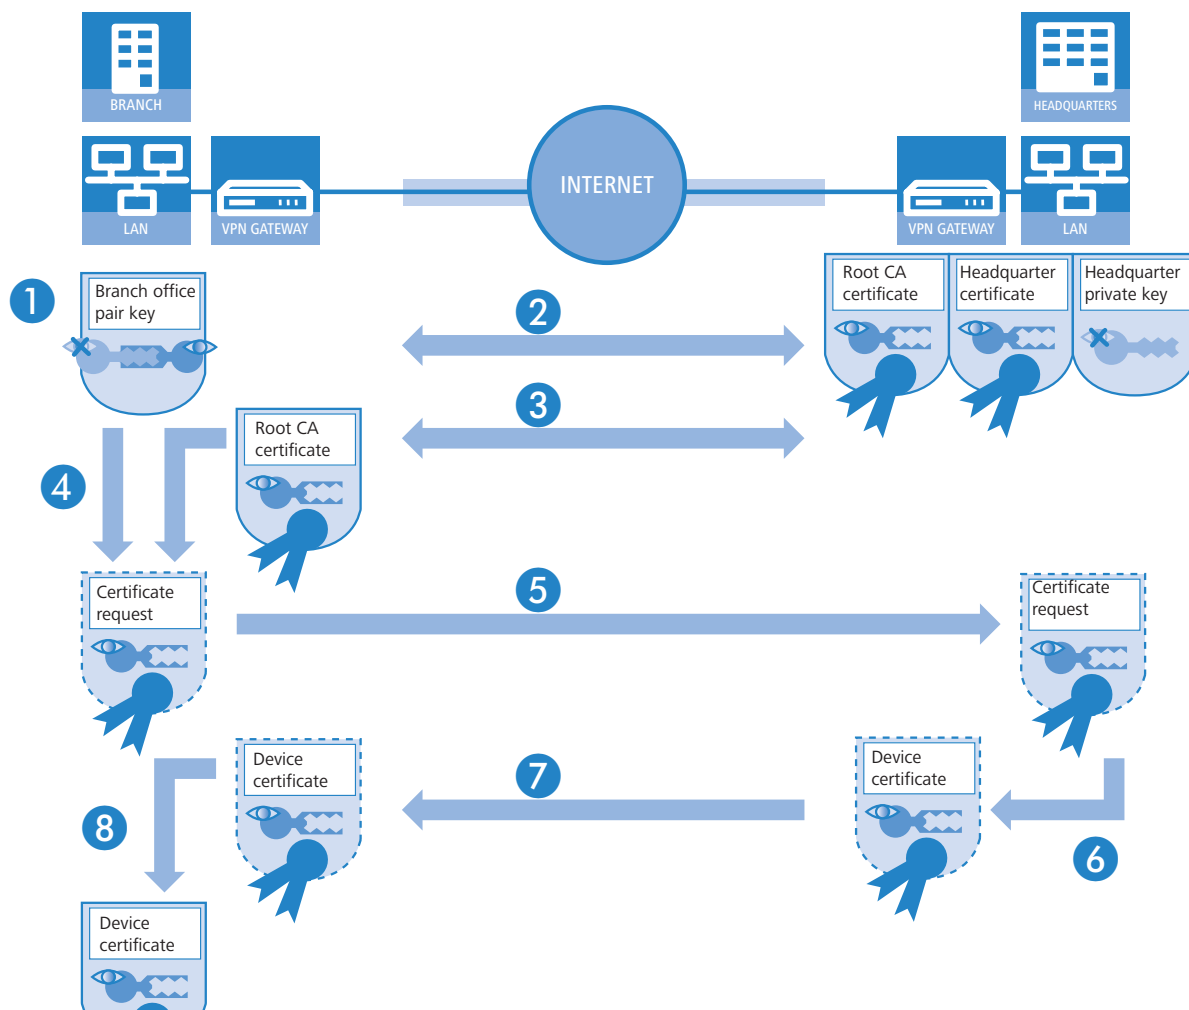 BRANCH
HEADQUARTERS
INTERNET
LAN
VPN GATEWAY
VPN GATEWAY
LAN
1
Branch office
pair key
2
Root CA
certificate
Headquarter
certificate
Headquarter
private key
3
Root CA
certificate
4
Certificate
request
5
Certificate
request
Device
certificate
7
Device
certificate
8
6
Device
certificate